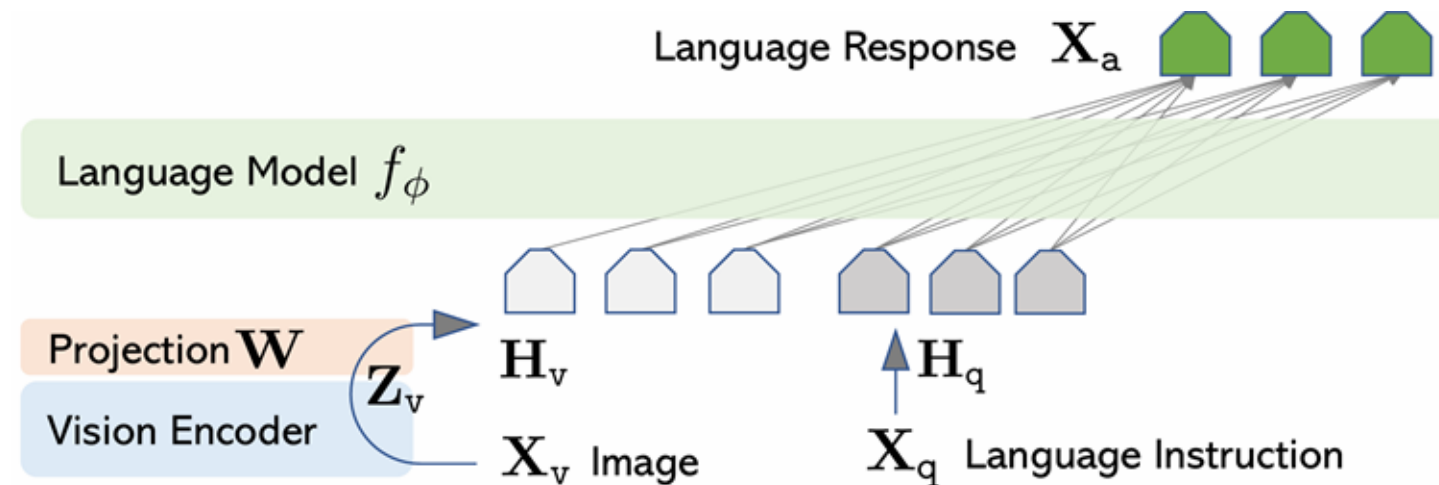 Language Response X_a
Language Model f_ϕ
Projection W
Z_v
H_v
H_q
Vision Encoder
X_v Image
X_q Language Instruction